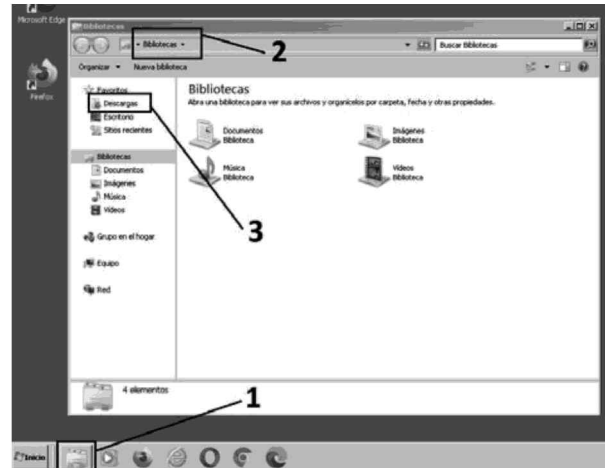 Microsoft Edge
Firefox
Bibliotecas
Bibliotecas
2
Buscar Bibliotecas
Organizar
Nueva biblioteca
Favoritos
Descargas
Escritorio
Sitios recientes
Bibliotecas
Documentos
Imágenes
Música
Vídeos
Grupo en el hogar
Equipo
Red
Bibliotecas
Abra una biblioteca para ver sus archivos y organícelos por carpeta, fecha y otras propiedades.
Documentos
Biblioteca
Imágenes
Biblioteca
Música
Biblioteca
Vídeos
Biblioteca
3
4 elementos
1
Inicio